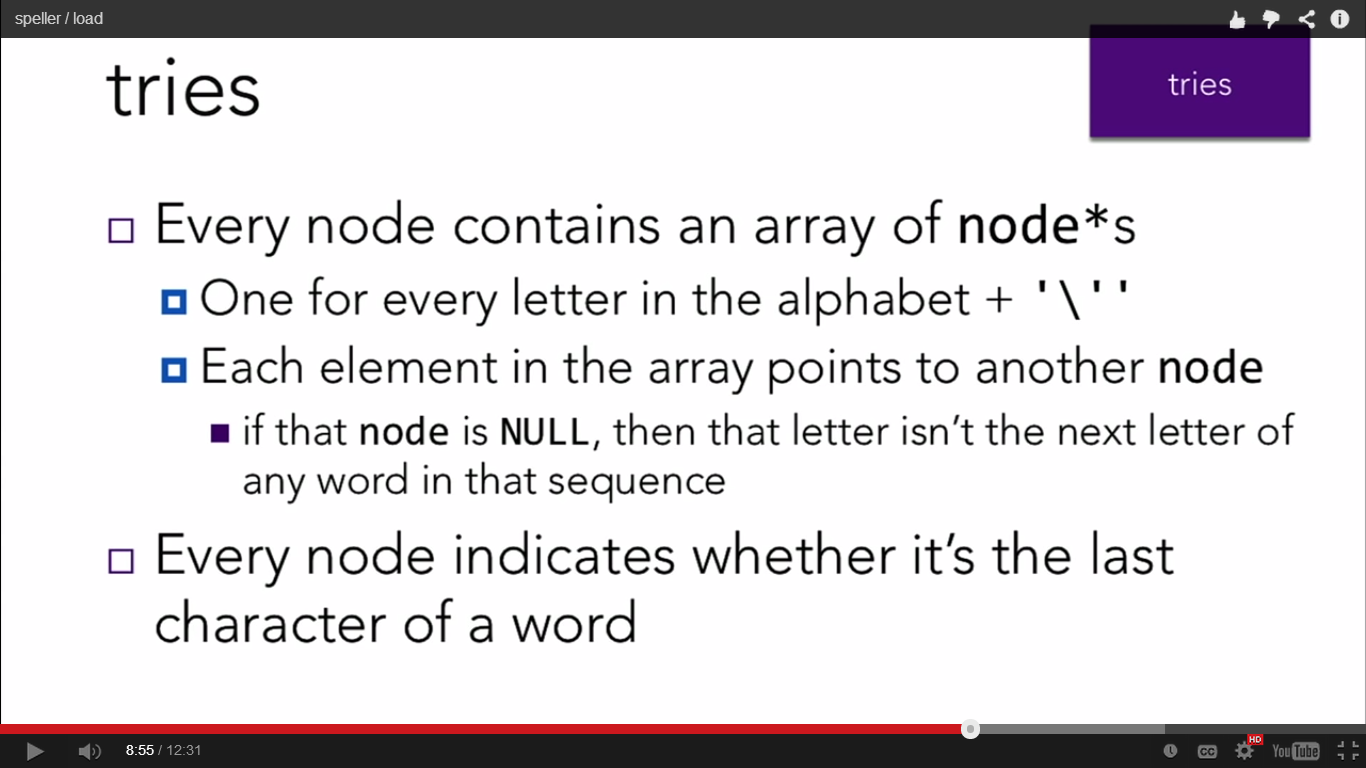 speller / load
tries
tries
Every node contains an array of node*s
One for every letter in the alphabet + '\''
Each element in the array points to another node
if that node is NULL, then that letter isn't the next letter of
any word in that sequence
Every node indicates whether it's the last
character of a word
8:55 / 12:31
CC
HD
YouTube